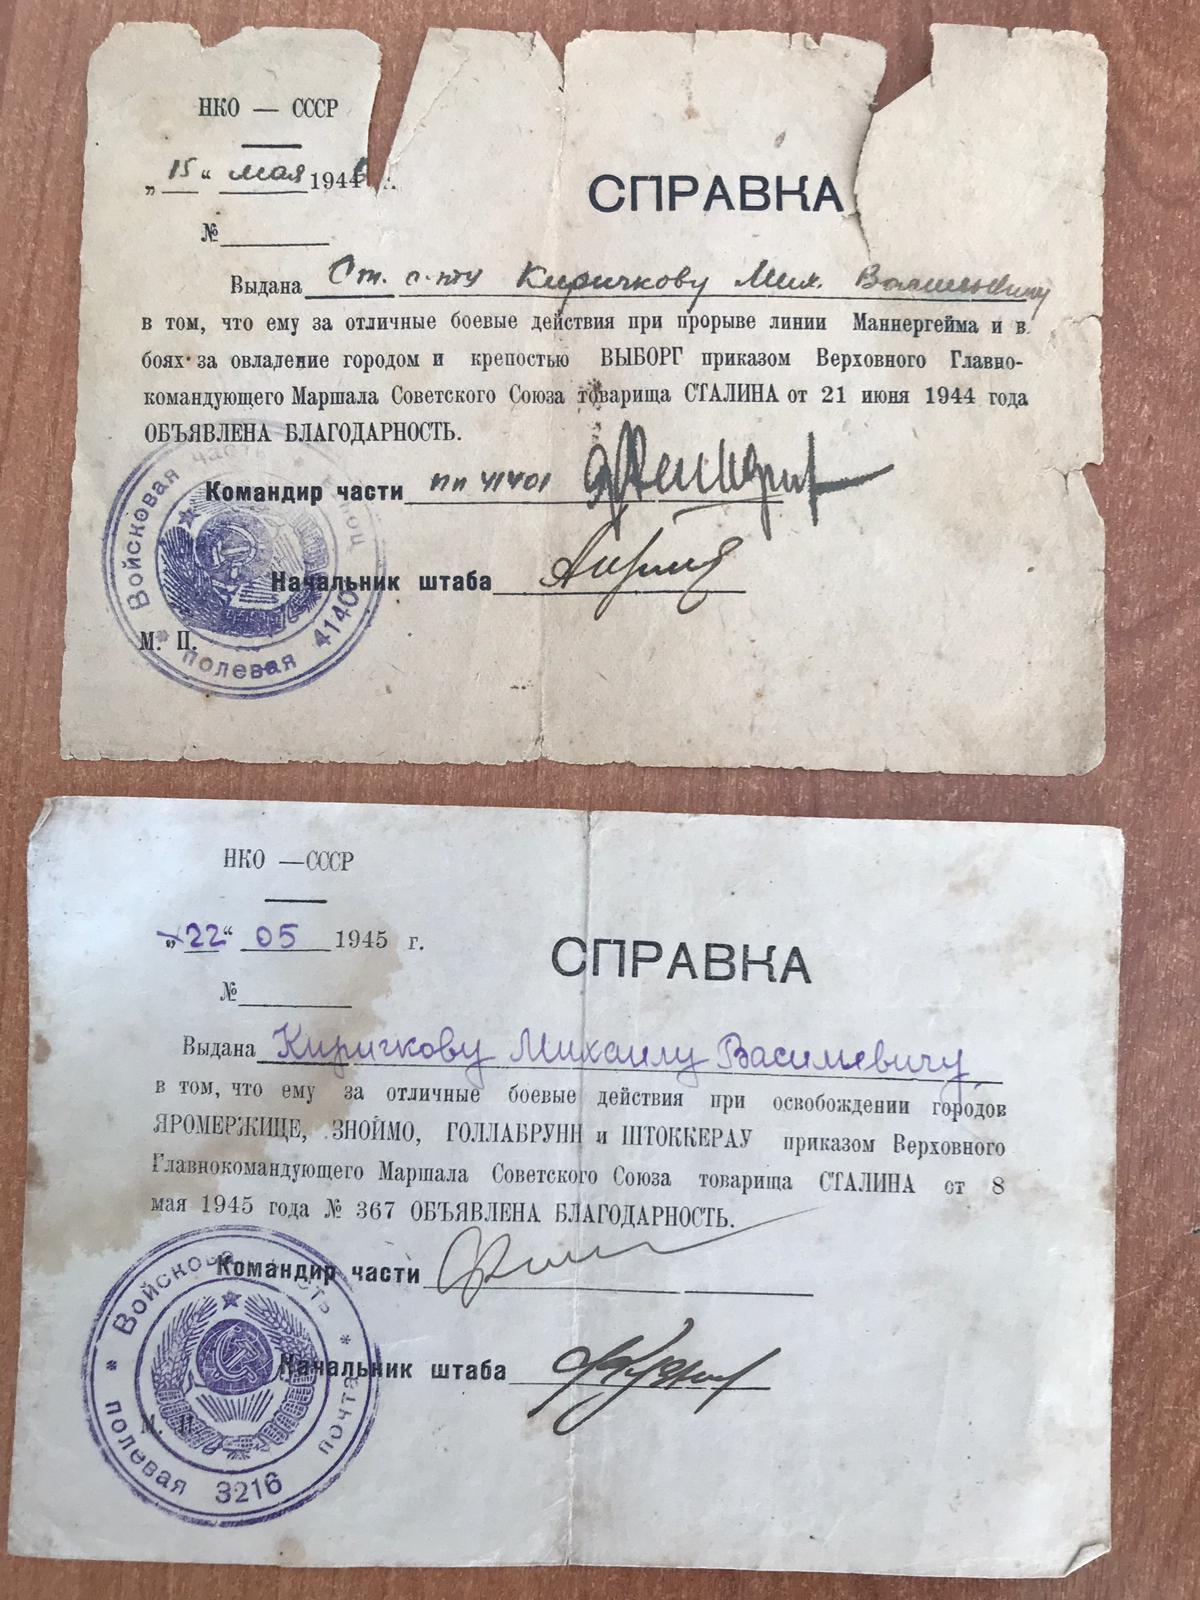 НКО — СССР
„ 15 “ мая 194
№
СПРАВКА
Выдана Ст. с-ту Киричкову Мих. Васильевичу
в том, что ему за отличные боевые действия при прорыве линии Маннергейма и в
боях за овладение городом и крепостью ВЫБОРГ приказом Верховного Главно-
командующего Маршала Советского Союза товарища СТАЛИНА от 21 июня 1944 года
ОБЪЯВЛЕНА БЛАГОДАРНОСТЬ.
Командир части пп 41401
Начальник штаба
М. П.
Войсковая часть
полевая
НКО —СССР
„22“ 05 1945 г.
№
СПРАВКА
Выдана Киричкову Михаилу Васильевичу
в том, что ему за отличные боевые действия при освобождении городов
ЯРОМЕРЖИЦЕ, ЗНОЙМО, ГОЛЛАБРУНН и ШТОККЕРАУ приказом Верховного
Главнокомандующего Маршала Советского Союза товарища СТАЛИНА от 8
мая 1945 года № 367 ОБЪЯВЛЕНА БЛАГОДАРНОСТЬ.
Командир части
Начальник штаба
М. П.
Войсковая часть
полевая почта
3216